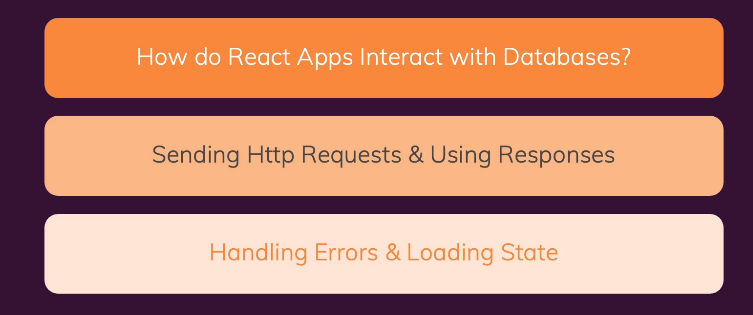 How do React Apps Interact with Databases?
Sending Http Requests & Using Responses
Handling Errors & Loading State